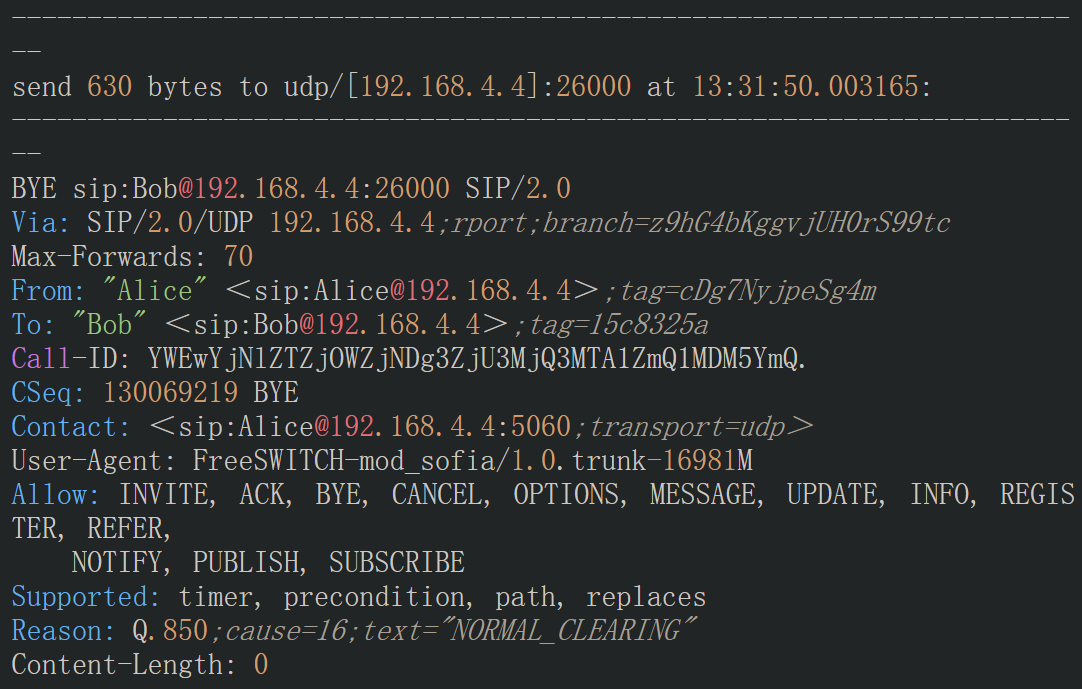 ------------------------------------------------------------------------
send 630 bytes to udp/[192.168.4.4]:26000 at 13:31:50.003165:
------------------------------------------------------------------------
BYE sip:Bob@192.168.4.4:26000 SIP/2.0
Via: SIP/2.0/UDP 192.168.4.4;rport;branch=z9hG4bKggvjUH0rS99tc
Max-Forwards: 70
From: "Alice" <sip:Alice@192.168.4.4>;tag=cDg7NyjpeSg4m
To: "Bob" <sip:Bob@192.168.4.4>;tag=15c8325a
Call-ID: YWEwYjNlZTZjOWZjNDg3ZjU3MjQ3MTA1ZmQ1MDM5YmQ.
CSeq: 130069219 BYE
Contact: <sip:Alice@192.168.4.4:5060;transport=udp>
User-Agent: FreeSWITCH-mod_sofia/1.0.trunk-16981M
Allow: INVITE, ACK, BYE, CANCEL, OPTIONS, MESSAGE, UPDATE, INFO, REGIS
TER, REFER,
NOTIFY, PUBLISH, SUBSCRIBE
Supported: timer, precondition, path, replaces
Reason: Q.850;cause=16;text="NORMAL_CLEARING"
Content-Length: 0